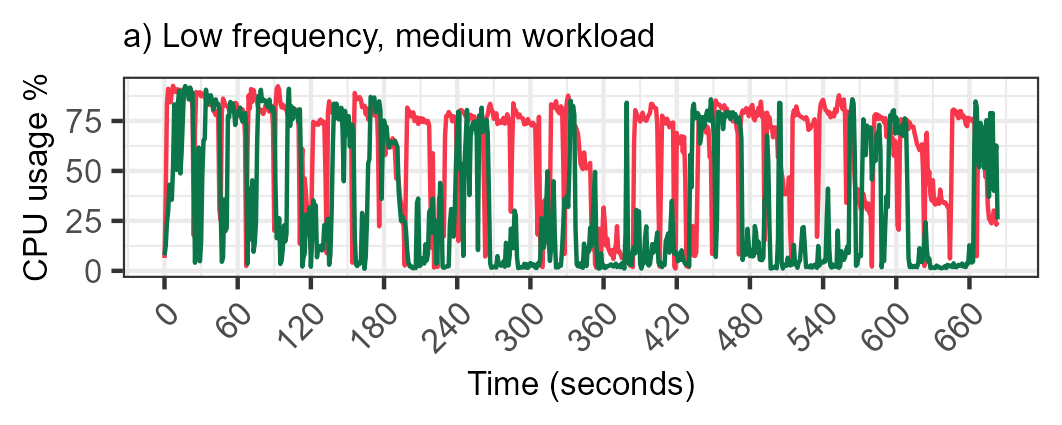 a) Low frequency, medium workload
CPU usage %
75
50
25
0
0 60 120 180 240 300 360 420 480 540 600 660
Time (seconds)